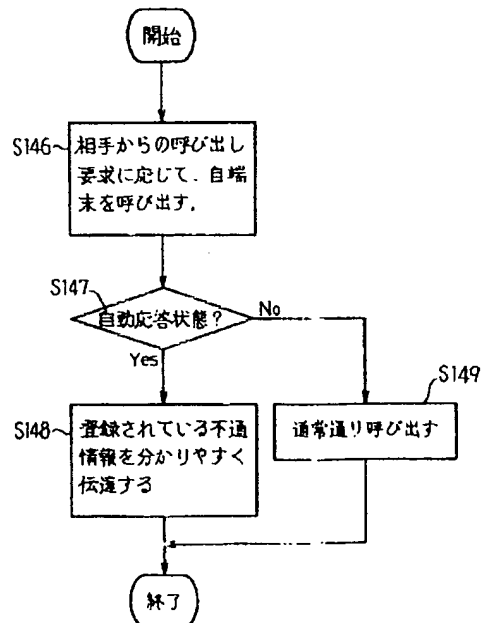 開始
S146
相手からの呼び出し
要求に応じて、自端
末を呼び出す。
S147
自動応答状態?
No
Yes
S149
通常通り呼び出す
S148
登録されている不通
情報を分かりやすく
伝達する
終了